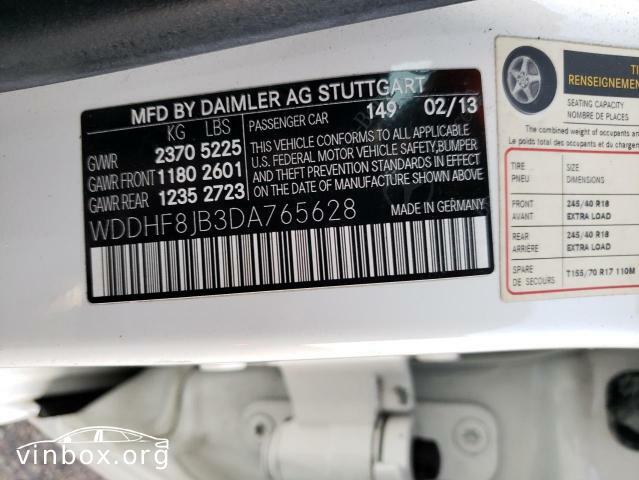 MFD BY DAIMLER AG STUTTGART
KG LBS PASSENGER CAR 149 02/13
GVWR 2370 5225
GAWR FRONT 1180 2601
GAWR REAR 1235 2723
THIS VEHICLE CONFORMS TO ALL APPLICABLE
U.S. FEDERAL MOTOR VEHICLE SAFETY,BUMPER
AND THEFT PREVENTION STANDARDS IN EFFECT
ON THE DATE OF MANUFACTURE SHOWN ABOVE
WDDHF8JB3DA765628 MADE IN GERMANY
RENSEIGNEMENT
SEATING CAPACITY
NOMBRE DE PLACES
The combined weight of occupants and
Le poids total des occupants et
TIRE SIZE
PNEU DIMENSIONS
FRONT 245/40 R18
AVANT EXTRA LOAD
REAR 245/40 R18
ARRIÈRE EXTRA LOAD
SPARE T155/70 R17 110M
DE SECOURS
vinbox.org